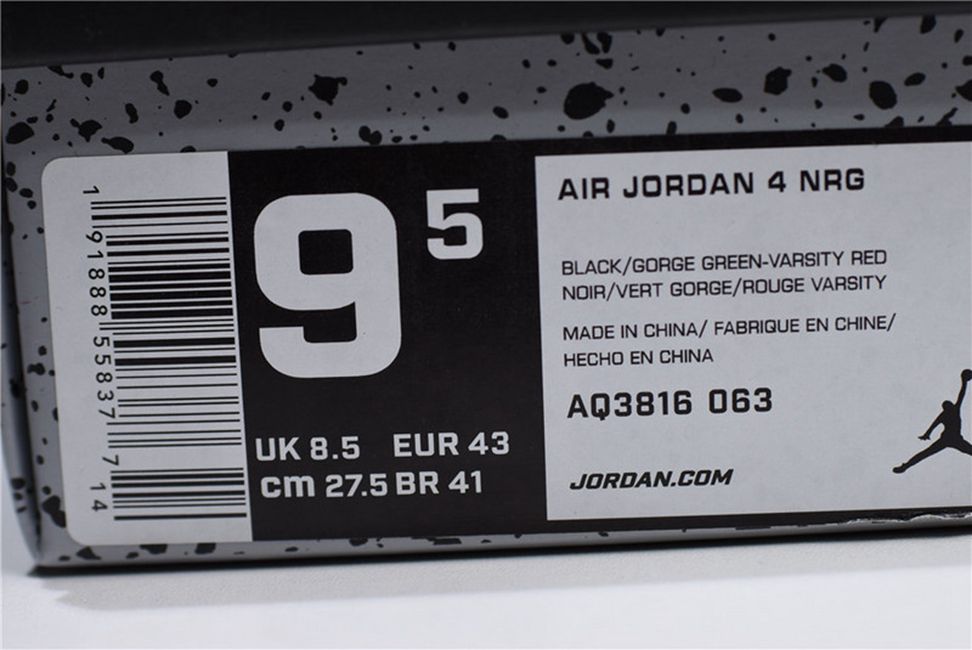 1 91888 55837 7 14
9 5
UK 8.5 EUR 43
cm 27.5 BR 41
AIR JORDAN 4 NRG
BLACK/GORGE GREEN-VARSITY RED
NOIR/VERT GORGE/ROUGE VARSITY
MADE IN CHINA/ FABRIQUE EN CHINE/
HECHO EN CHINA
AQ3816 063
JORDAN.COM